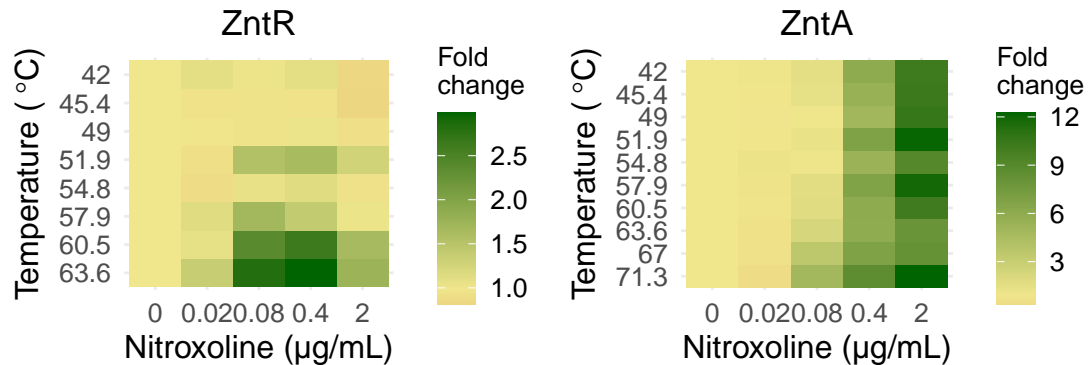 ZntR
Temperature ( °C)
42
45.4
49
51.9
54.8
57.9
60.5
63.6
0 0.02 0.08 0.4 2
Nitroxoline (µg/mL)
Fold
change
2.5
2.0
1.5
1.0
ZntA
Temperature ( °C)
42
45.4
49
51.9
54.8
57.9
60.5
63.6
67
71.3
0 0.02 0.08 0.4 2
Nitroxoline (µg/mL)
Fold
change
12
9
6
3